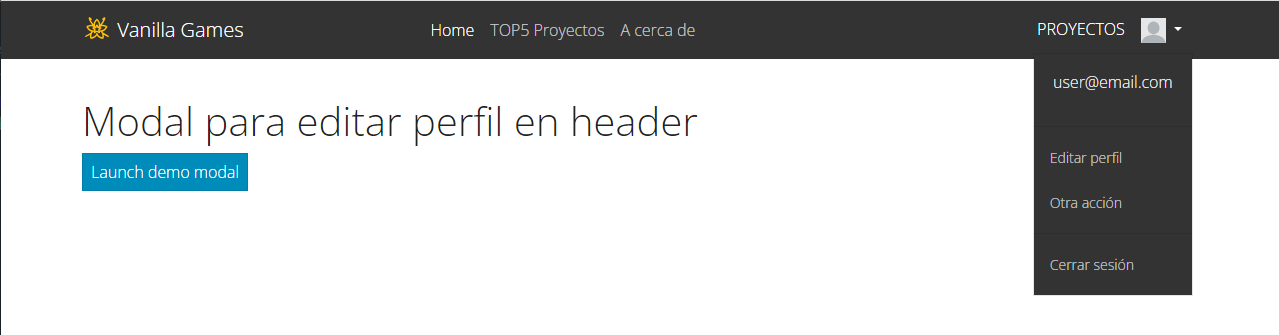 Vanilla Games Home TOP5 Proyectos A cerca de PROYECTOS
user@email.com
Modal para editar perfil en header
Launch demo modal
Editar perfil
Otra acción
Cerrar sesión